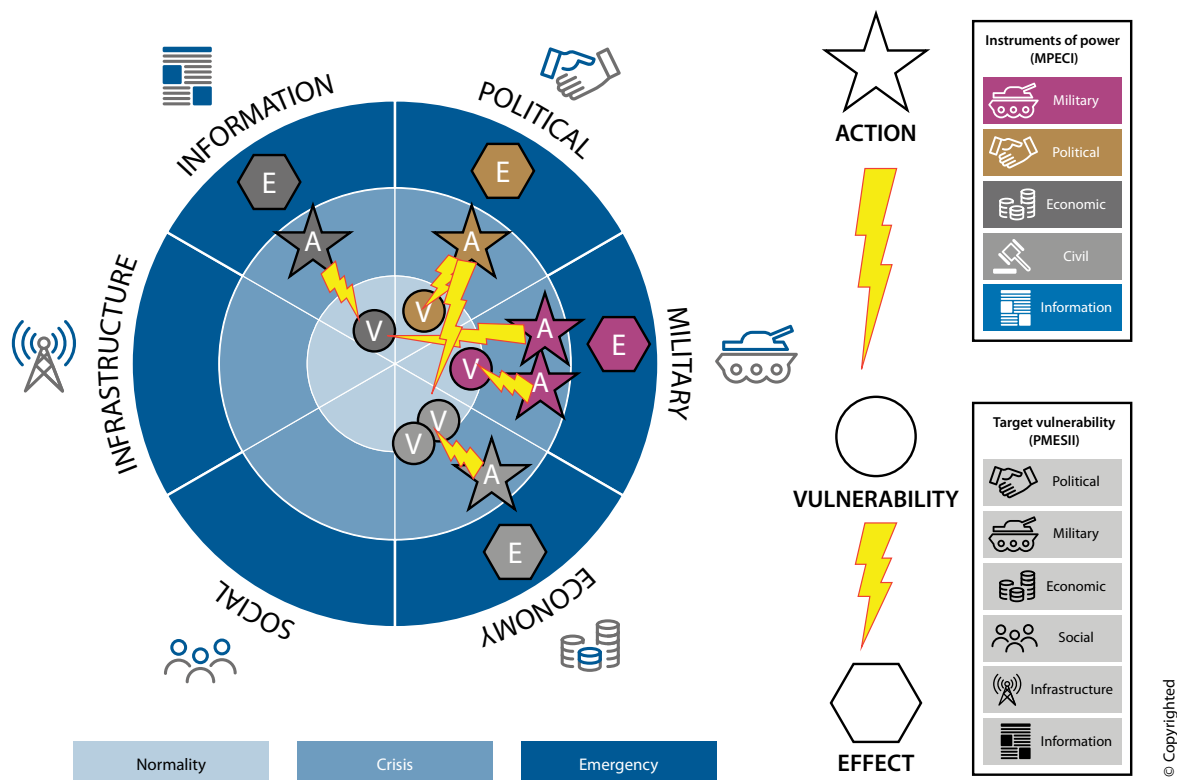 INFORMATION
POLITICAL
MILITARY
ECONOMY
SOCIAL
INFRASTRUCTURE
E
E
A
A
V
V
A
E
V
A
V
V
A
E
Normality
Crisis
Emergency
ACTION
VULNERABILITY
EFFECT
Instruments of power
(MPECI)
Military
Political
Economic
Civil
Information
Target vulnerability
(PMESII)
Political
Military
Economic
Social
Infrastructure
Information
© Copyrighted